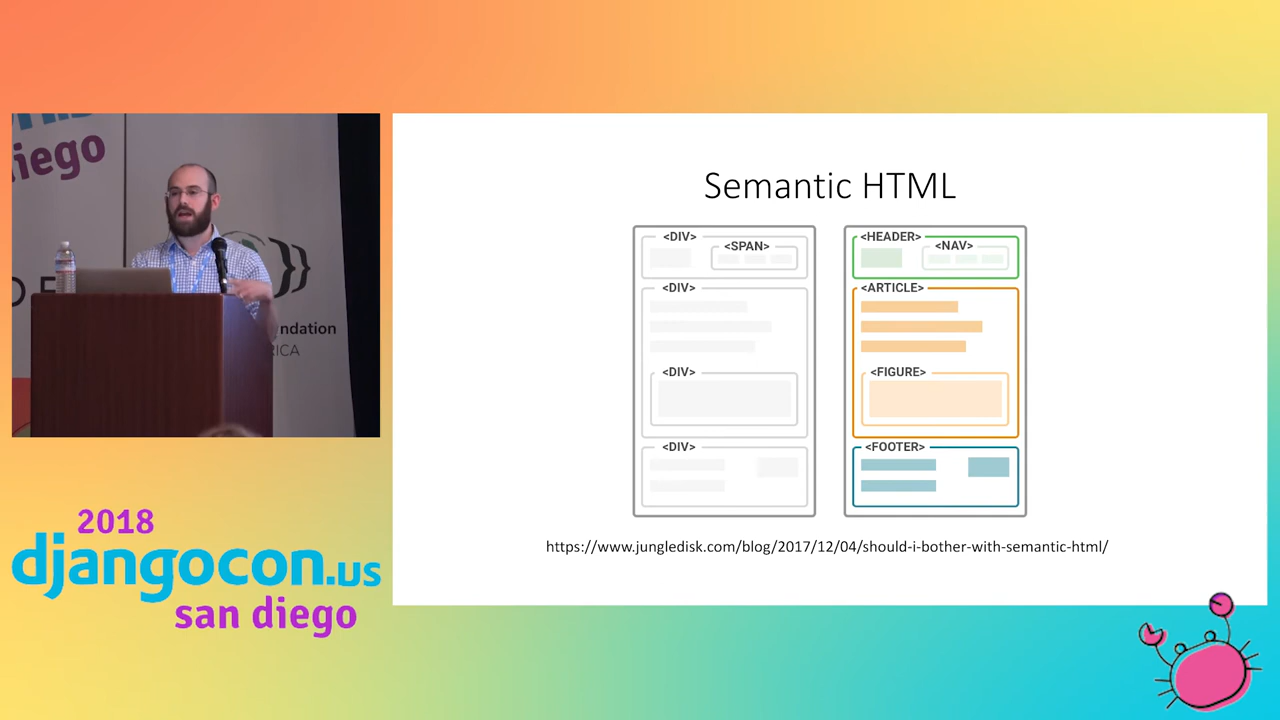 iego
ndation
RICA
Semantic HTML
<DIV>
<SPAN>
<DIV>
<DIV>
<DIV>
<HEADER>
<NAV>
<ARTICLE>
<FIGURE>
<FOOTER>
https://www.jungledisk.com/blog/2017/12/04/should-i-bother-with-semantic-html/
2018
djangocon.us
san diego